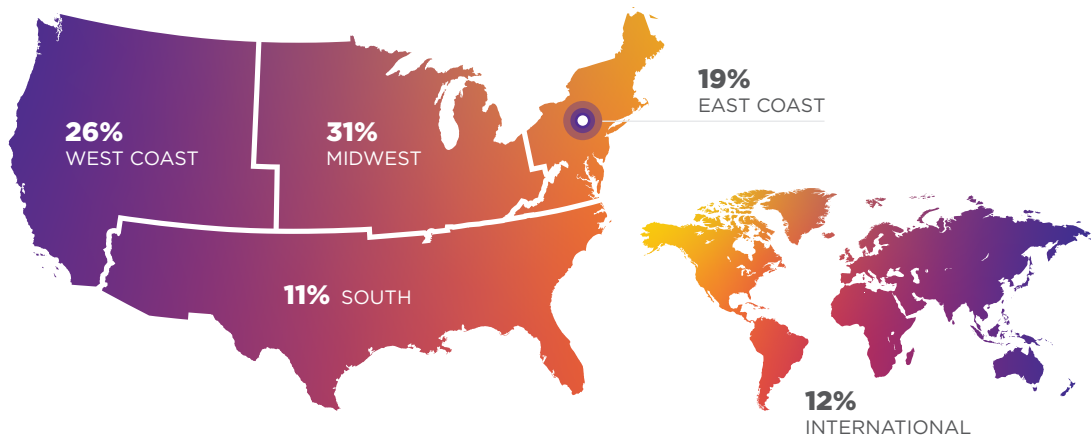 26%
WEST COAST
31%
MIDWEST
19%
EAST COAST
11% SOUTH
12%
INTERNATIONAL